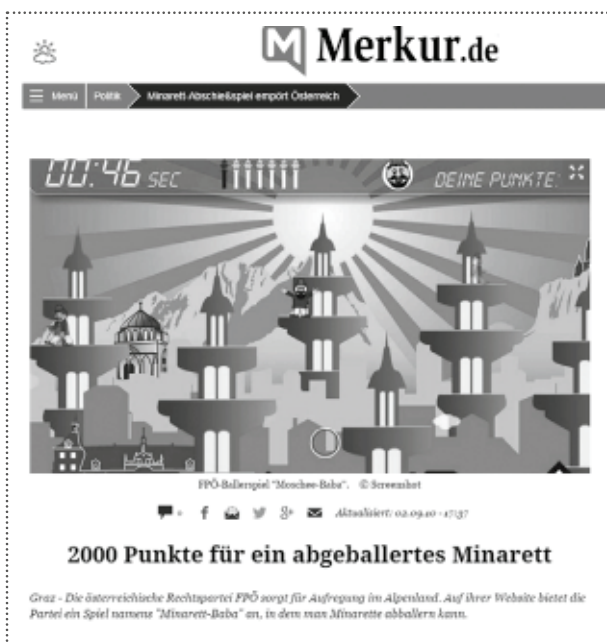 Merkur.de
Menü Politik Minarett-Abschießspiel empört Österreich
00:46 SEC DEINE PUNKTE:
FPÖ-Ballerspiel "Moschee-Baba". © Screenshot
Aktualisiert: 02.09.10 - 17:37
2000 Punkte für ein abgeballertes Minarett
Graz - Die österreichische Rechtspartei FPÖ sorgt für Aufregung im Alpenland. Auf ihrer Website bietet die
Partei ein Spiel namens "Minarett-Baba" an, in dem man Minarette abballern kann.